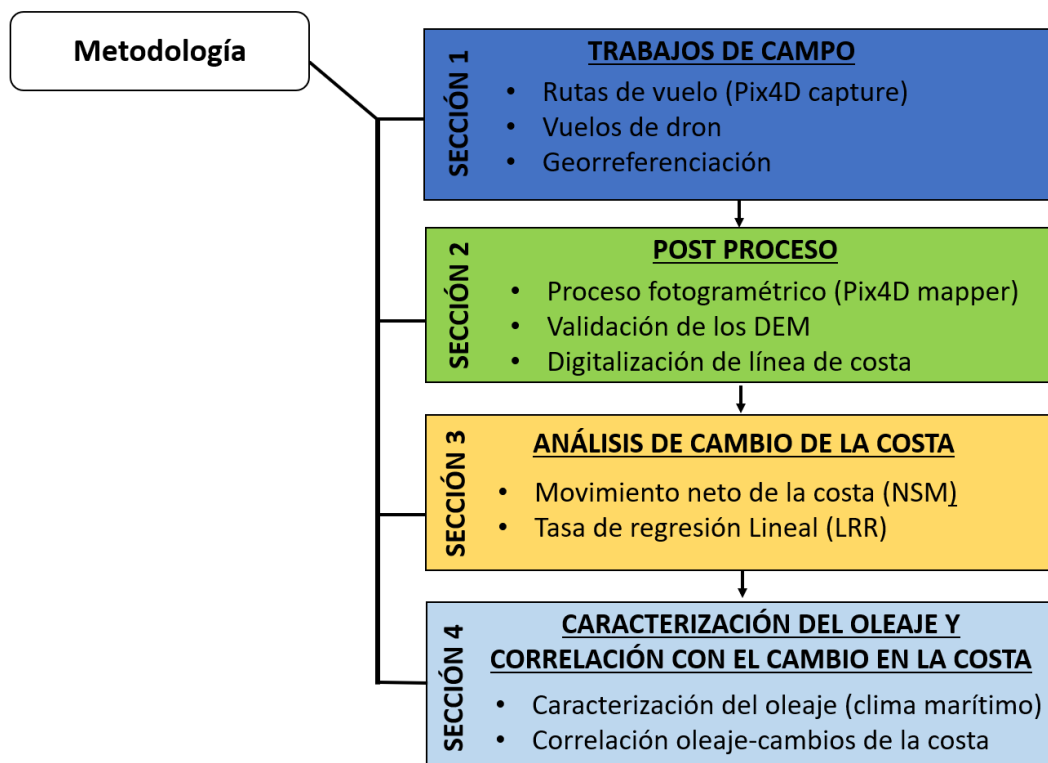 Metodología
SECCIÓN 1
TRABAJOS DE CAMPO
• Rutas de vuelo (Pix4D capture)
• Vuelos de dron
• Georreferenciación
SECCIÓN 2
POST PROCESO
• Proceso fotogramétrico (Pix4D mapper)
• Validación de los DEM
• Digitalización de línea de costa
SECCIÓN 3
ANÁLISIS DE CAMBIO DE LA COSTA
• Movimiento neto de la costa (NSM)
• Tasa de regresión Lineal (LRR)
SECCIÓN 4
CARACTERIZACIÓN DEL OLEAJE Y
CORRELACIÓN CON EL CAMBIO EN LA COSTA
• Caracterización del oleaje (clima marítimo)
• Correlación oleaje-cambios de la costa